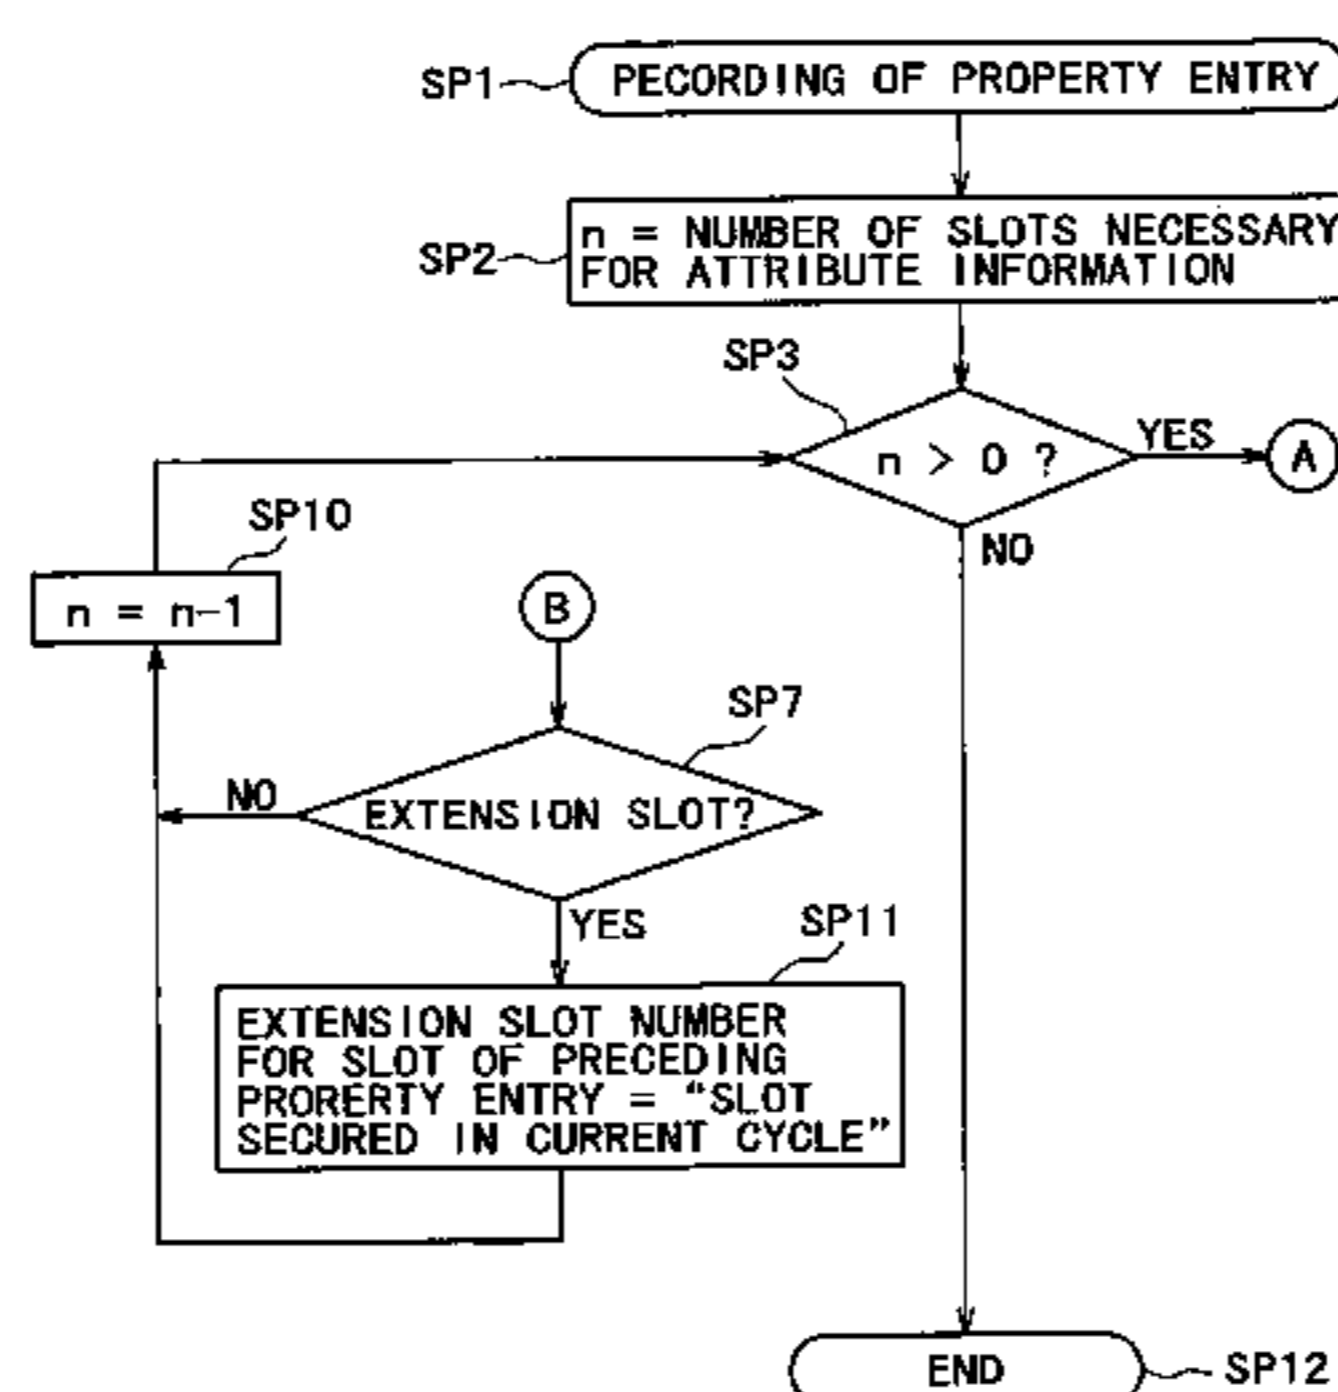 SP1
PECORDING OF PROPERTY ENTRY
SP2
n = NUMBER OF SLOTS NECESSARY
FOR ATTRIBUTE INFORMATION
SP3
n > 0 ?
YES
A
NO
SP10
n = n-1
B
SP7
NO
EXTENSION SLOT?
YES
SP11
EXTENSION SLOT NUMBER
FOR SLOT OF PRECEDING
PRORERTY ENTRY = “SLOT
SECURED IN CURRENT CYCLE”
END
SP12